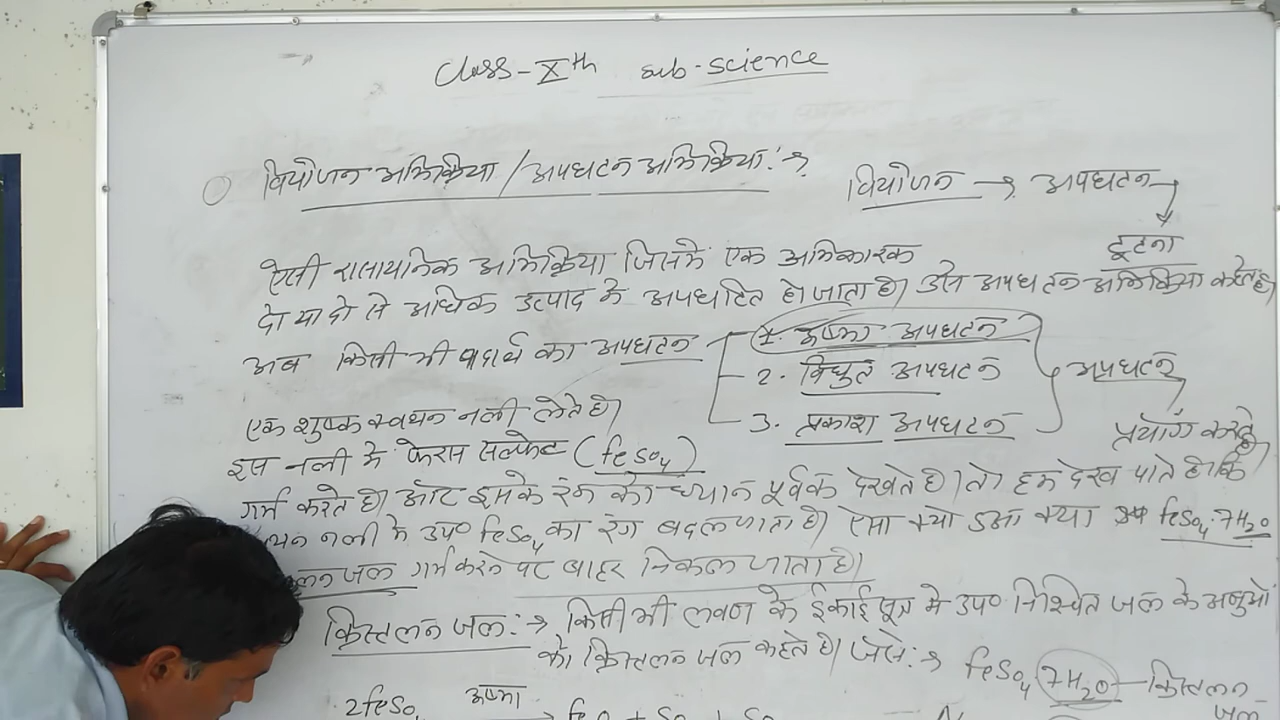 Class-Xth sub-science
वियोजन अभिक्रिया / अपघटन अभिक्रिया :→
वियोजन → अपघटन
टूटना
ऐसी रासायनिक अभिक्रिया जिसमें एक अभिकारक
दो या दो से अधिक उत्पाद में अपघटित हो जाता है। उसे अपघटन अभिक्रिया कहते है।
अब किसी भी पदार्थ का अपघटन
1. ऊष्मा अपघटन
2. विधुत अपघटन
3. प्रकाश अपघटन
अपघटन
प्रयोग करते है
एक शुष्क क्वथन नली लेते है।
इस नली में फेरस सल्फेट (FeSO₄)
गर्म करते है। और इसके रंग को ध्यान पूर्वक देखते है। तो हम देख पाते है कि
नली में उप० FeSO₄ का रंग बदल जाता है। ऐसा क्यो हुआ क्या FeSO₄·7H₂O
जल गर्म करने पर बाहर निकल जाता है।
क्रिस्टलन जल :→ किसी भी लवण के ईकाई सूत्र मे उप० निश्चित जल के अणुओ
को क्रिस्टलन जल कहते है। जैसे :→ FeSO₄ 7H₂O — क्रिस्टलन
जल
2FeSO₄ ऊष्मा